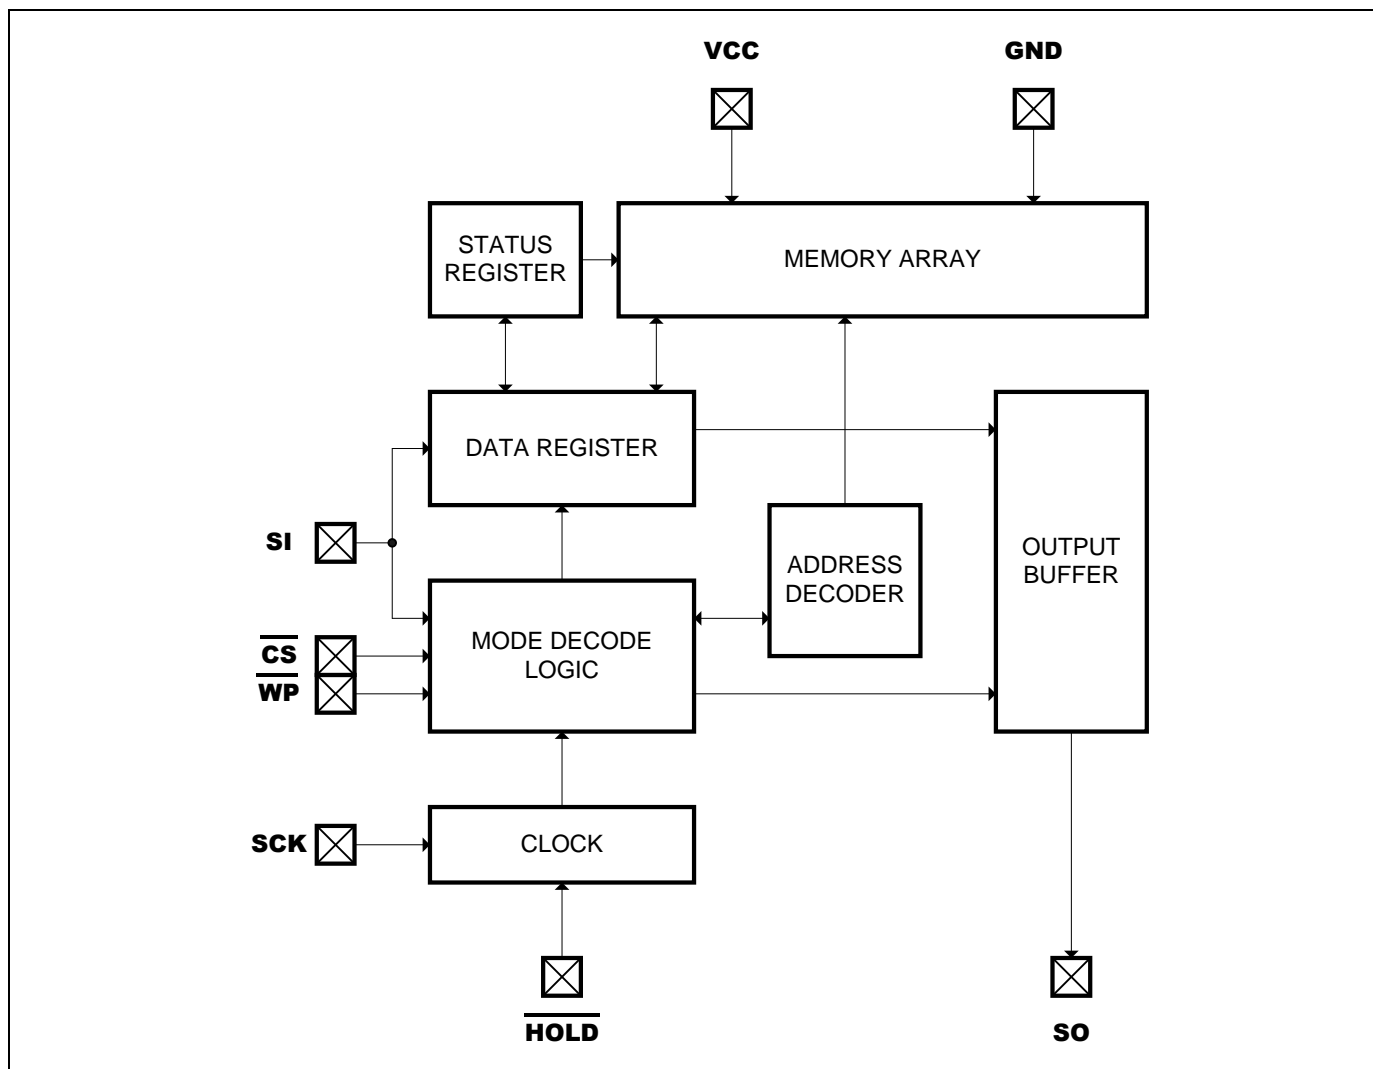 VCC
GND
STATUS
REGISTER
MEMORY ARRAY
DATA REGISTER
SI
ADDRESS
DECODER
OUTPUT
BUFFER
CS
WP
MODE DECODE
LOGIC
SCK
CLOCK
HOLD
SO